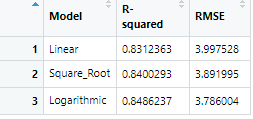 Model R-squared RMSE
1 Linear 0.8312363 3.997528
2 Square_Root 0.8400293 3.891995
3 Logarithmic 0.8486237 3.786004